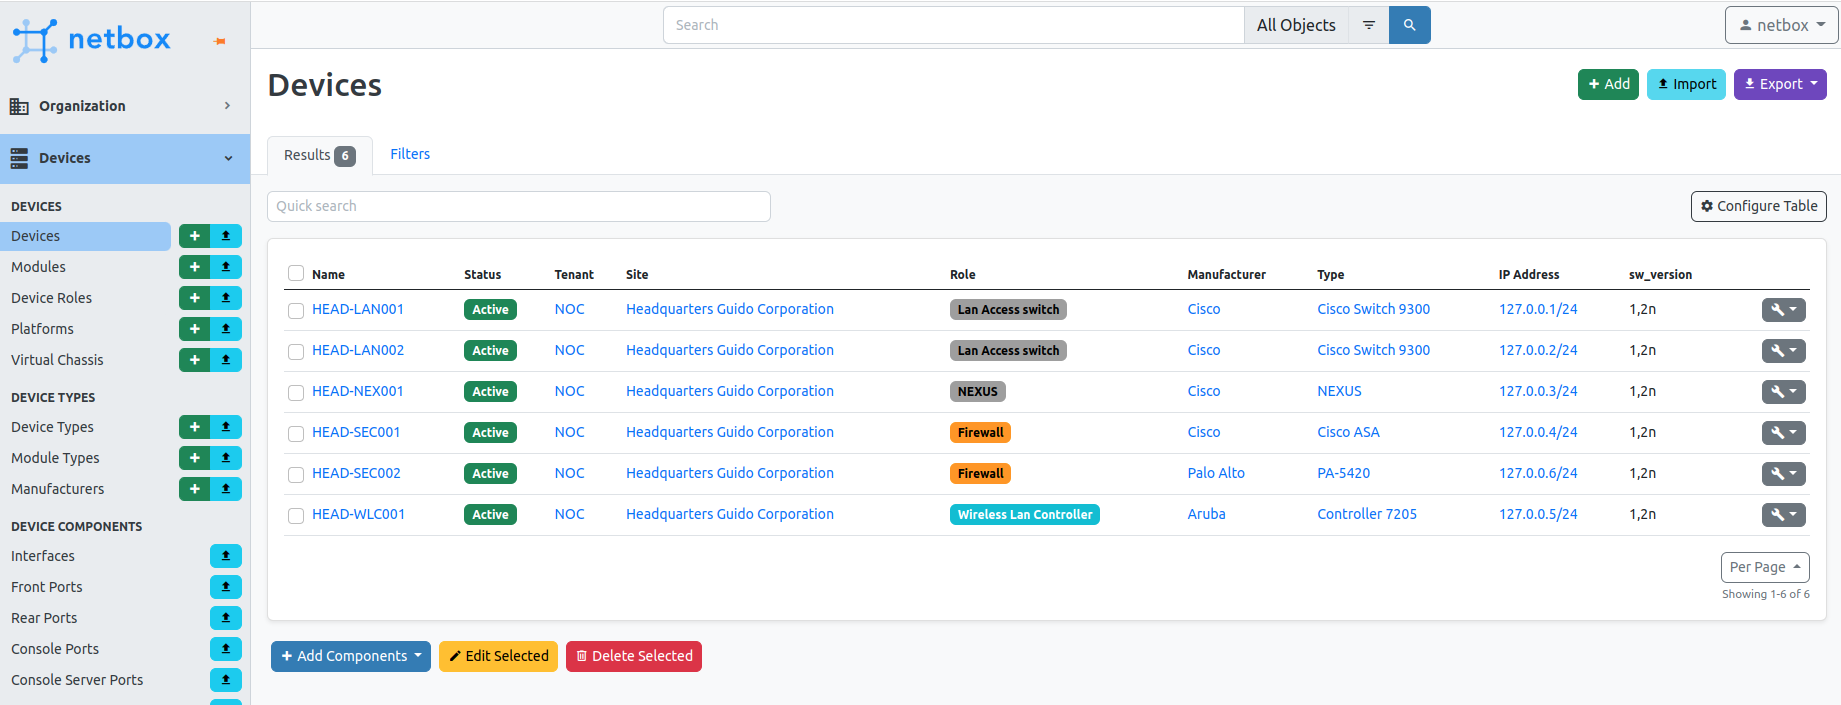 netbox
Search
All Objects
netbox
Organization
Devices
DEVICES
Devices
Modules
Device Roles
Platforms
Virtual Chassis
DEVICE TYPES
Device Types
Module Types
Manufacturers
DEVICE COMPONENTS
Interfaces
Front Ports
Rear Ports
Console Ports
Console Server Ports
Devices
Add Import Export
Results 6 Filters
Quick search
Configure Table
Name Status Tenant Site Role Manufacturer Type IP Address sw_version
HEAD-LAN001 Active NOC Headquarters Guido Corporation Lan Access switch Cisco Cisco Switch 9300 127.0.0.1/24 1,2n
HEAD-LAN002 Active NOC Headquarters Guido Corporation Lan Access switch Cisco Cisco Switch 9300 127.0.0.2/24 1,2n
HEAD-NEX001 Active NOC Headquarters Guido Corporation NEXUS Cisco NEXUS 127.0.0.3/24 1,2n
HEAD-SEC001 Active NOC Headquarters Guido Corporation Firewall Cisco Cisco ASA 127.0.0.4/24 1,2n
HEAD-SEC002 Active NOC Headquarters Guido Corporation Firewall Palo Alto PA-5420 127.0.0.6/24 1,2n
HEAD-WLC001 Active NOC Headquarters Guido Corporation Wireless Lan Controller Aruba Controller 7205 127.0.0.5/24 1,2n
Per Page
Showing 1-6 of 6
Add Components Edit Selected Delete Selected